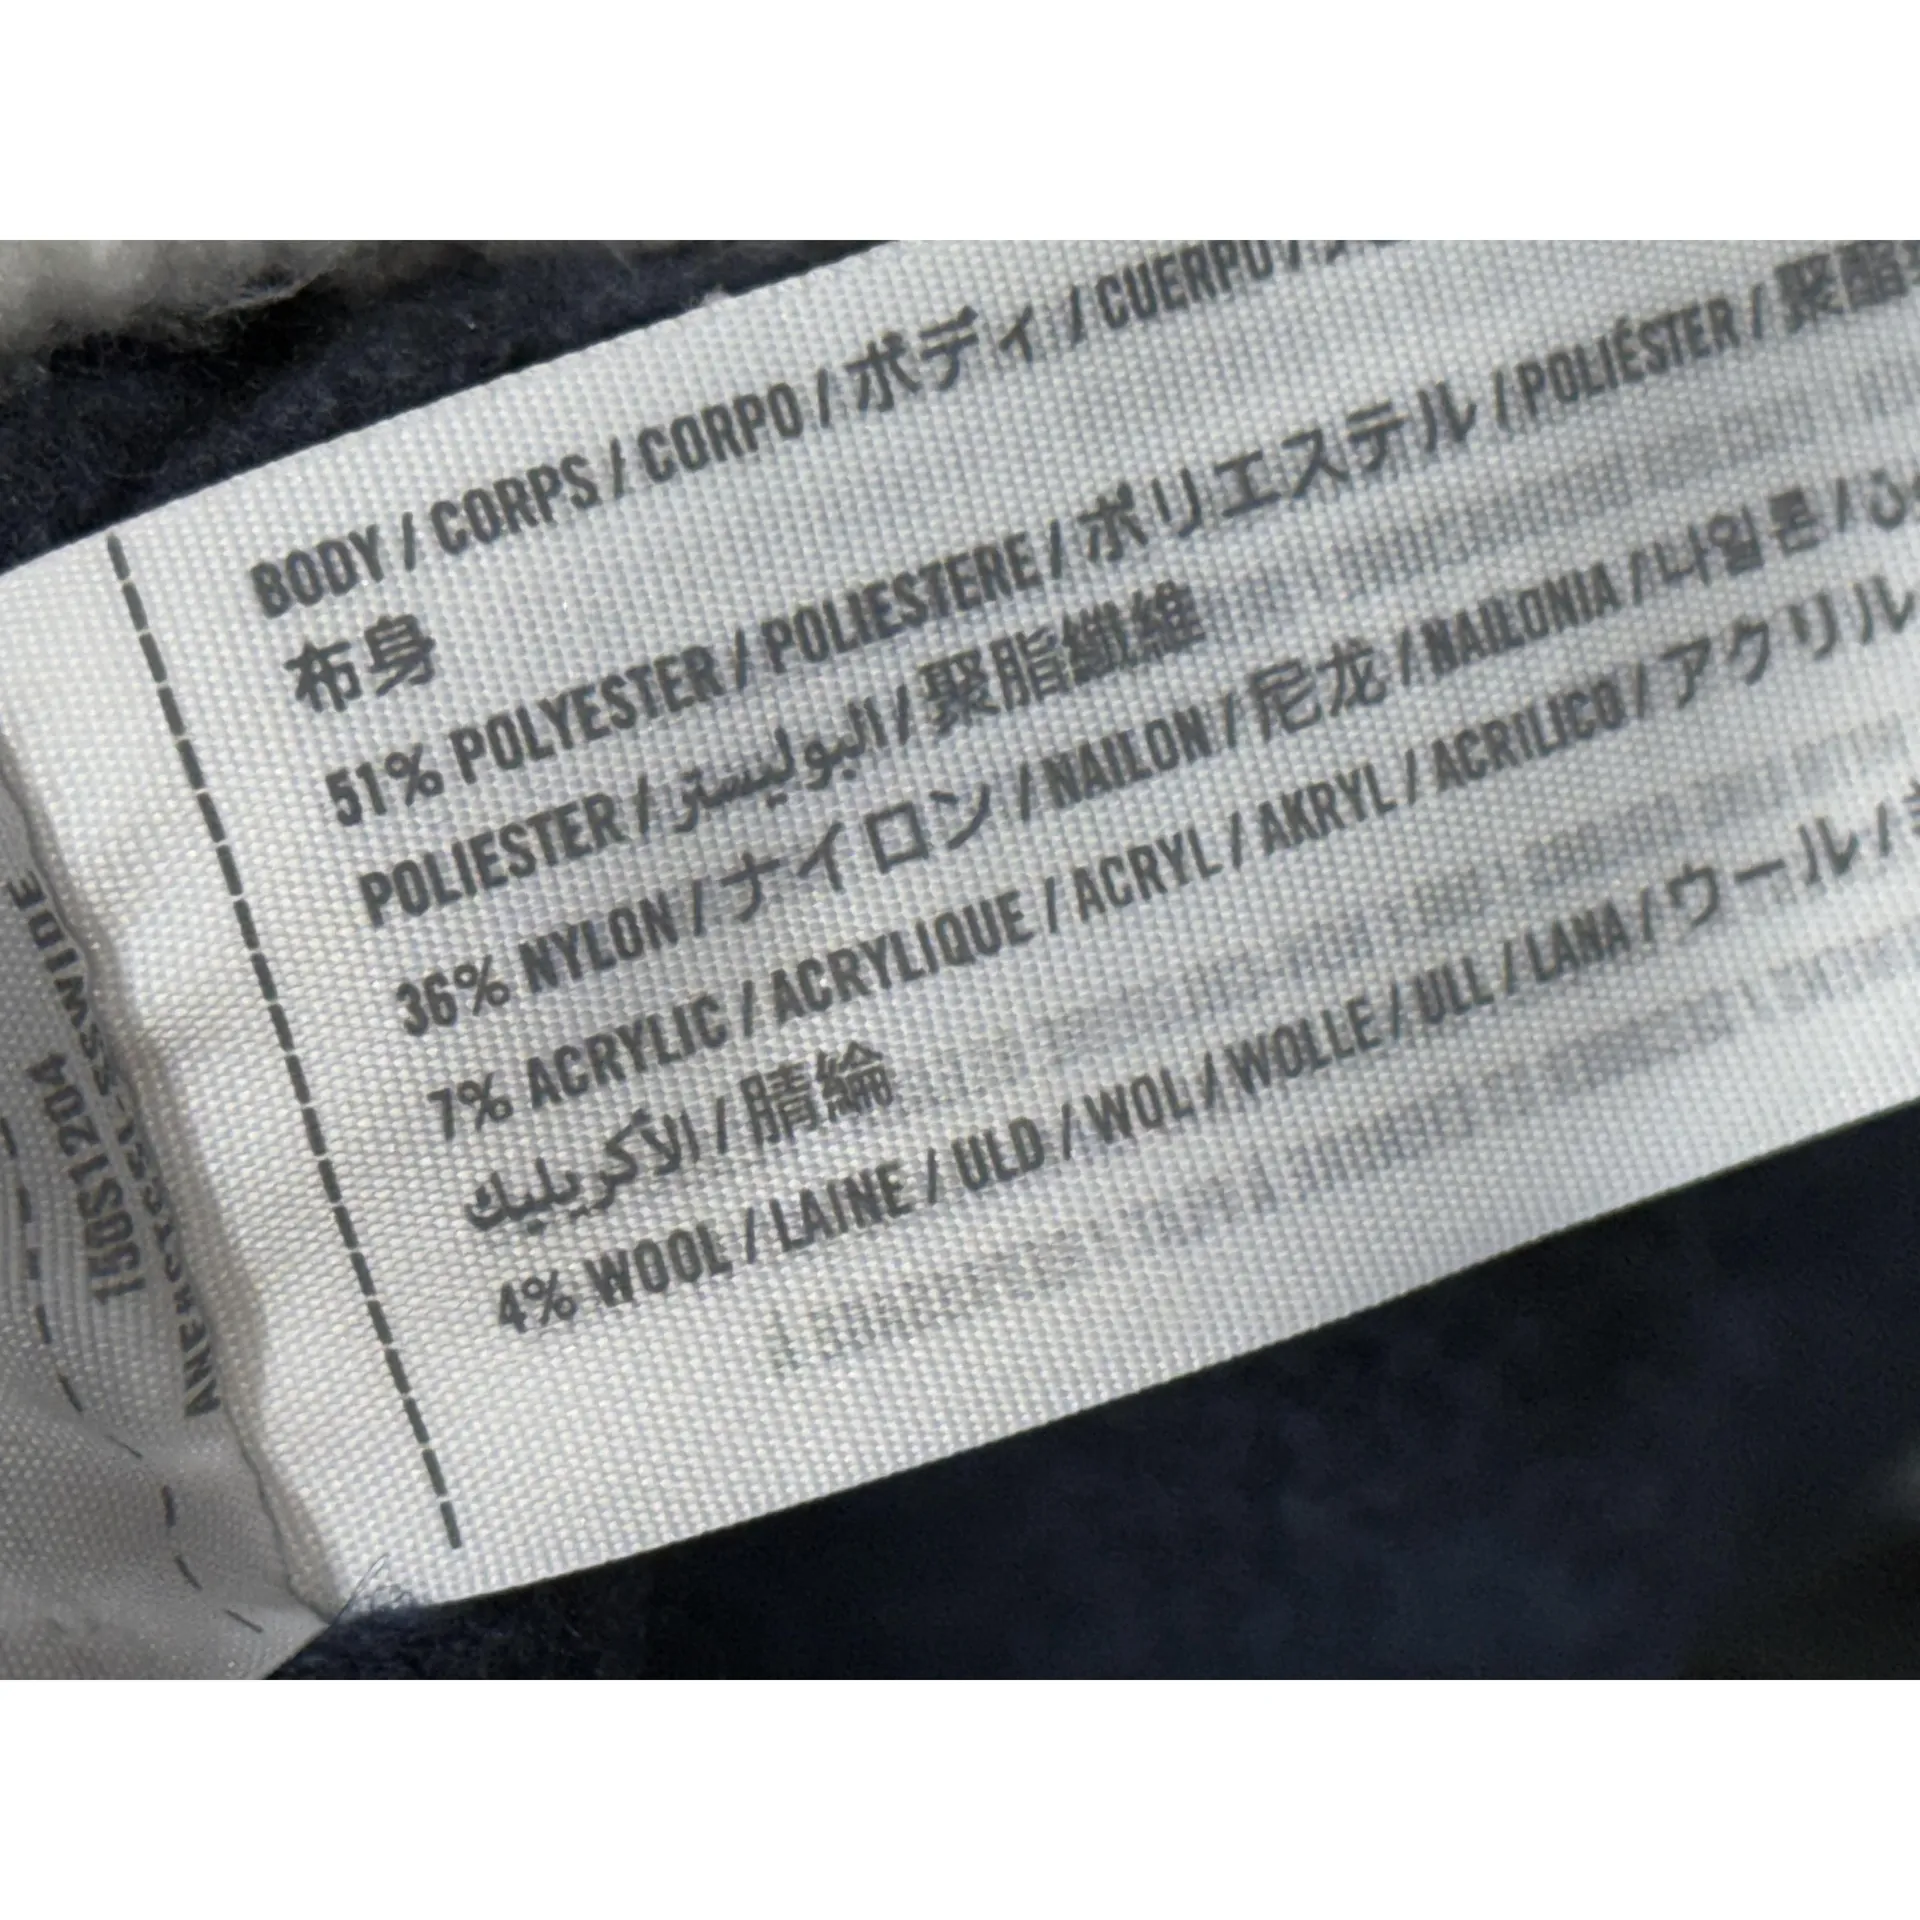 BODY / CORPS / CORPO / ボディ / CUERPO /
布身
51% POLYESTER / POLIESTERE / ポリエステル / POLIÉSTER / 聚酯
POLIESTER / البوليستر / 聚脂纖維
36% NYLON / ナイロン / NAILON / 尼龙 / NAILONIA / 나일론 /
7% ACRYLIC / ACRYLIQUE / ACRYL / AKRYL / ACRILICO / アクリル
الاكريليك / 腈綸
4% WOOL / LAINE / ULD / WOL / WOLLE / ULL / LANA / ウール /
150S1204